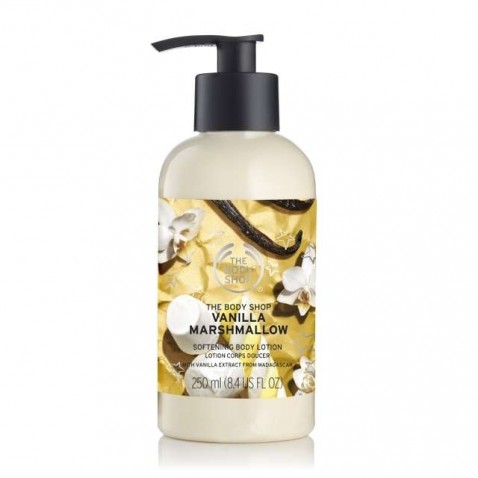 THE
BODY
SHOP
THE BODY SHOP
VANILLA
MARSHMALLOW
SOFTENING BODY LOTION
LOTION CORPS DOUCER
WITH VANILLA EXTRACT FROM MADAGASCAR
250 ml (8.4 US FL OZ)